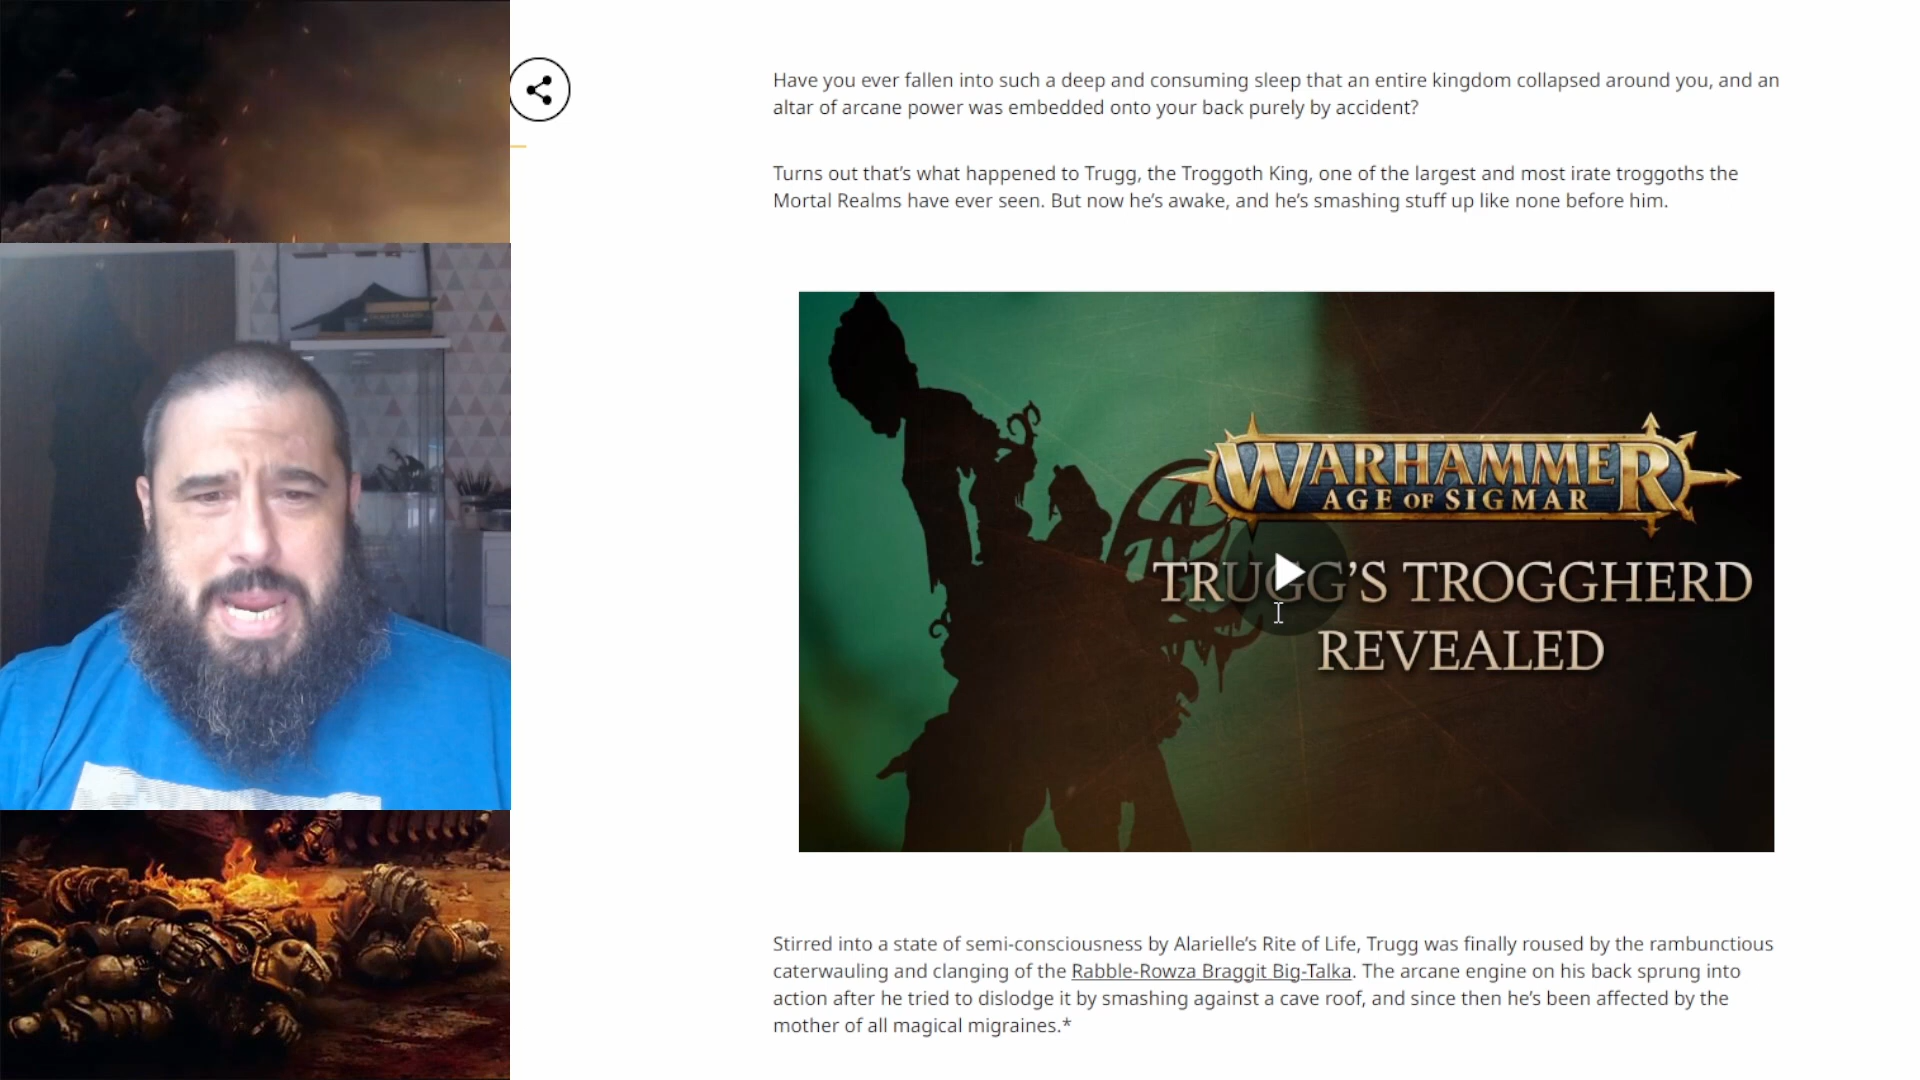 Have you ever fallen into such a deep and consuming sleep that an entire kingdom collapsed around you, and an
altar of arcane power was embedded onto your back purely by accident?
Turns out that’s what happened to Trugg, the Troggoth King, one of the largest and most irate troggoths the
Mortal Realms have ever seen. But now he’s awake, and he’s smashing stuff up like none before him.
WARHAMMER
AGE OF SIGMAR
TRUGG’S TROGGHERD
REVEALED
Stirred into a state of semi-consciousness by Alarielle’s Rite of Life, Trugg was finally roused by the rambunctious
caterwauling and clanging of the Rabble-Rowza Braggit Big-Talka. The arcane engine on his back sprung into
action after he tried to dislodge it by smashing against a cave roof, and since then he’s been affected by the
mother of all magical migraines.*